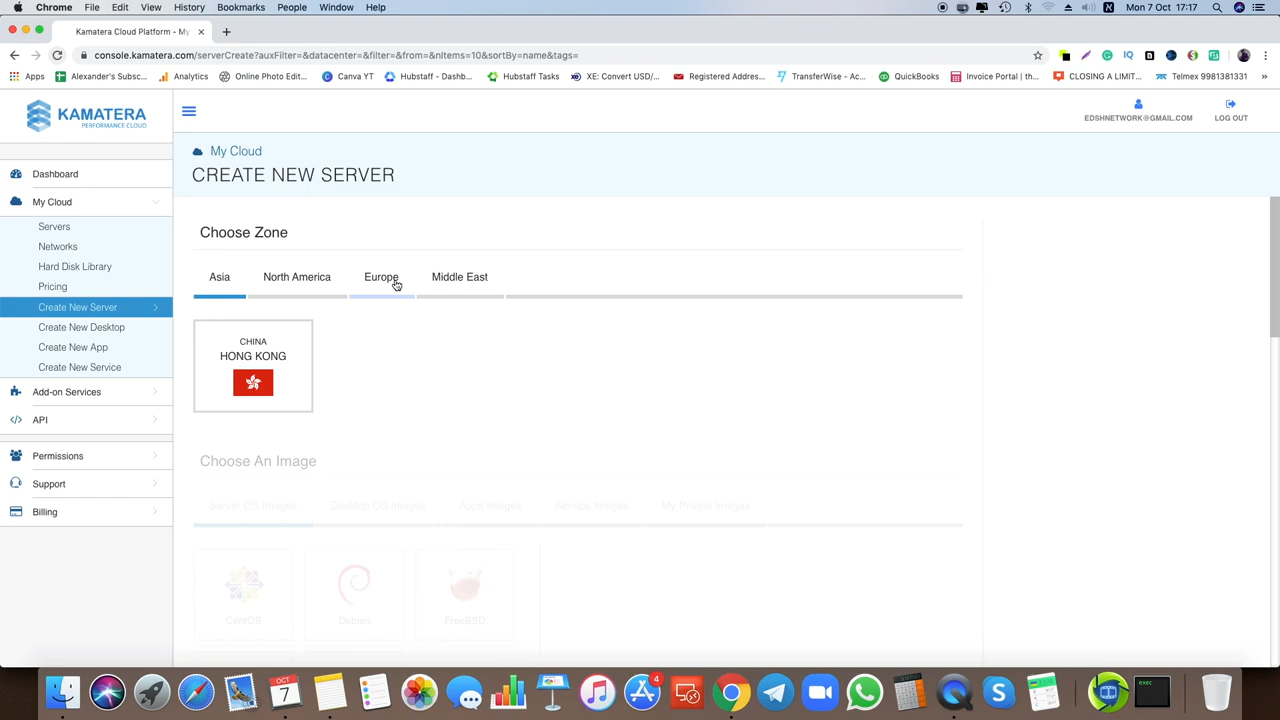 Chrome File Edit View History Bookmarks People Window Help Mon 7 Oct 17:17
Kamatera Cloud Platform - My
console.kamatera.com/serverCreate?auxFilter=&datacenter=&filter=&from=&nItems=10&sortBy=name&tags=
Apps Alexander's Subsc... Analytics Online Photo Edit... Canva YT Hubstaff - Dashb... Hubstaff Tasks XE: Convert USD/... Registered Addres... TransferWise - Ac... QuickBooks Invoice Portal | th... CLOSING A LIMIT... Telmex 9981381331 »
KAMATERA
PERFORMANCE CLOUD
EDSHNETWORK@GMAIL.COM LOG OUT
My Cloud
CREATE NEW SERVER
Dashboard
My Cloud
Servers
Networks
Hard Disk Library
Pricing
Create New Server
Create New Desktop
Create New App
Create New Service
Add-on Services
API
Permissions
Support
Billing
Choose Zone
Asia North America Europe Middle East
CHINA
HONG KONG
Choose An Image
Server OS Images Desktop OS Images Apps Images Service Images My Private Images
CentOS Debian FreeBSD
OCT
7
4
exec